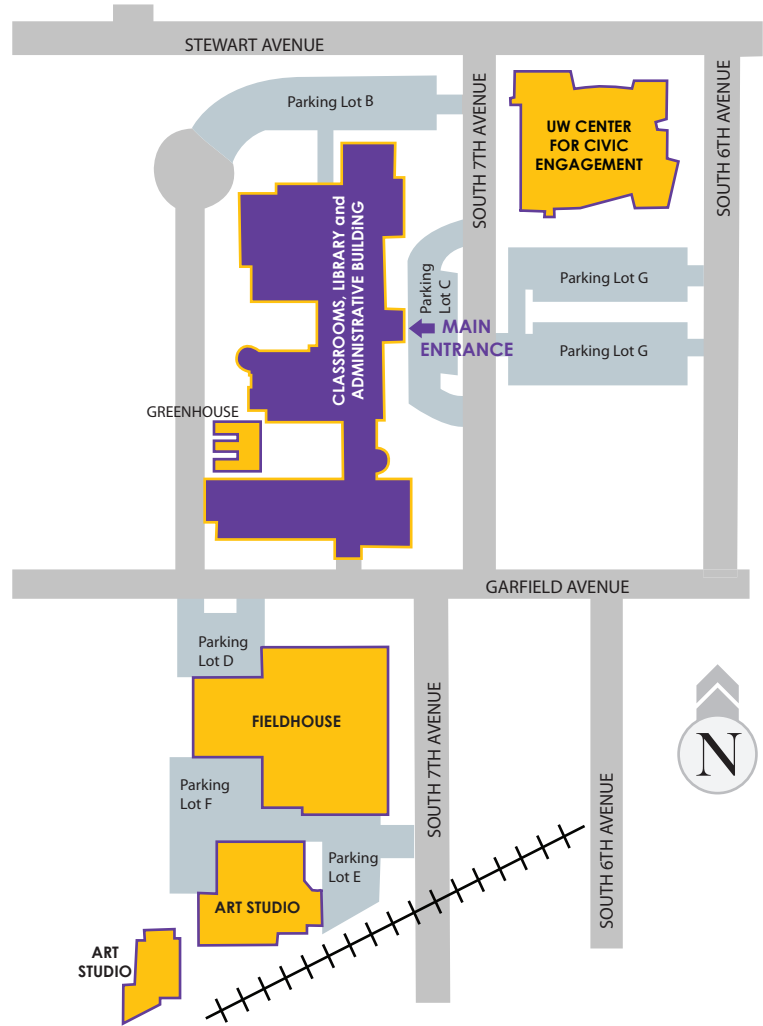 STEWART AVENUE
Parking Lot B
SOUTH 7TH AVENUE
UW CENTER
FOR CIVIC
ENGAGEMENT
SOUTH 6TH AVENUE
CLASSROOMS, LIBRARY and
ADMINISTRATIVE BUILDING
Parking
Lot C
Parking Lot G
MAIN
ENTRANCE
Parking Lot G
GREENHOUSE
GARFIELD AVENUE
Parking
Lot D
FIELDHOUSE
SOUTH 7TH AVENUE
SOUTH 6TH AVENUE
N
Parking
Lot F
Parking
Lot E
ART STUDIO
ART
STUDIO